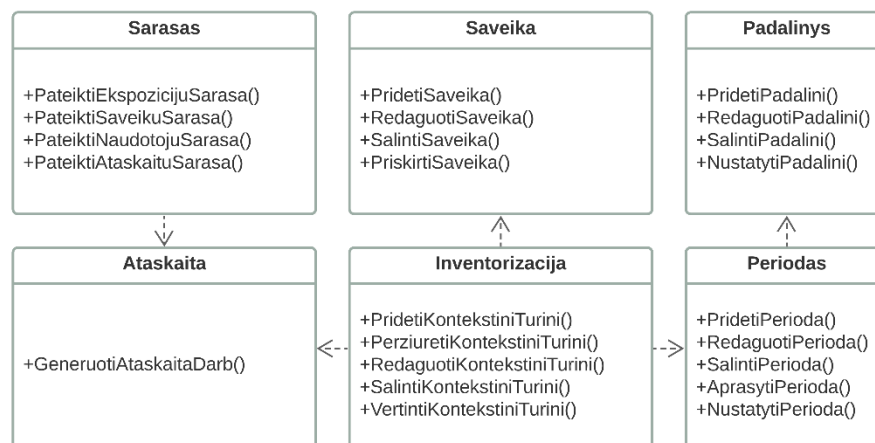 Sarasas
+PateiktiEkspozicijuSarasa()
+PateiktiSaveikuSarasa()
+PateiktiNaudotojuSarasa()
+PateiktiAtaskaituSarasa()
Saveika
+PridetiSaveika()
+RedaguotiSaveika()
+SalintiSaveika()
+PriskirtiSaveika()
Padalinys
+PridetiPadalini()
+RedaguotiPadalini()
+SalintiPadalini()
+NustatytiPadalini()
Ataskaita
+GeneruotiAtaskaitaDarb()
Inventorizacija
+PridetiKontekstiniTurini()
+PerziuretiKontekstiniTurini()
+RedaguotiKontekstiniTurini()
+SalintiKontekstiniTurini()
+VertintiKontekstiniTurini()
Periodas
+PridetiPerioda()
+RedaguotiPerioda()
+SalintiPerioda()
+AprasytiPerioda()
+NustatytiPerioda()